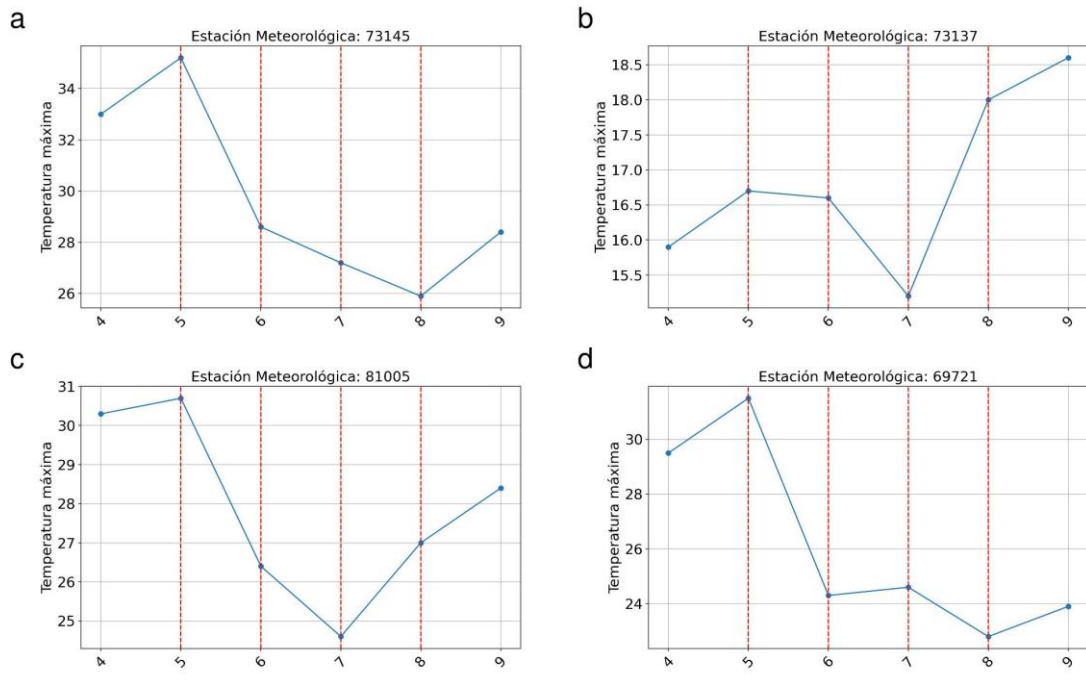 a
Estación Meteorológica: 73145
Temperatura máxima
34
32
30
28
26
4 5 6 7 8 9
b
Estación Meteorológica: 73137
Temperatura máxima
18.5
18.0
17.5
17.0
16.5
16.0
15.5
4 5 6 7 8 9
c
Estación Meteorológica: 81005
Temperatura máxima
31
30
29
28
27
26
25
4 5 6 7 8 9
d
Estación Meteorológica: 69721
Temperatura máxima
30
28
26
24
4 5 6 7 8 9